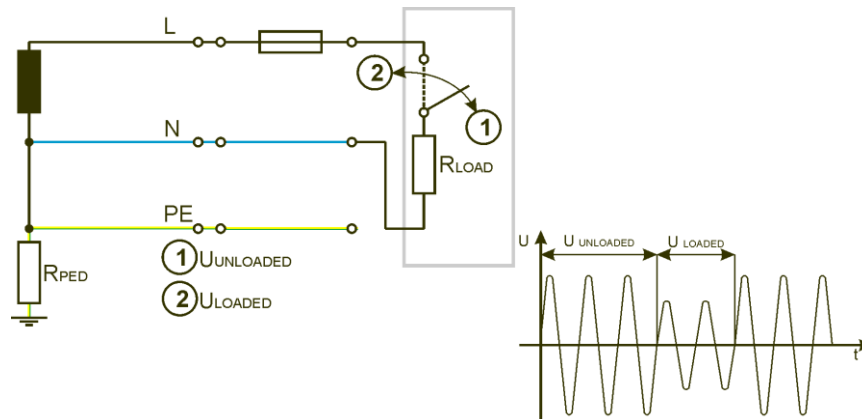 L
2
1
N
RLOAD
PE
1 UUNLOADED
RPED
2 ULOADED
U
U UNLOADED
U LOADED
t